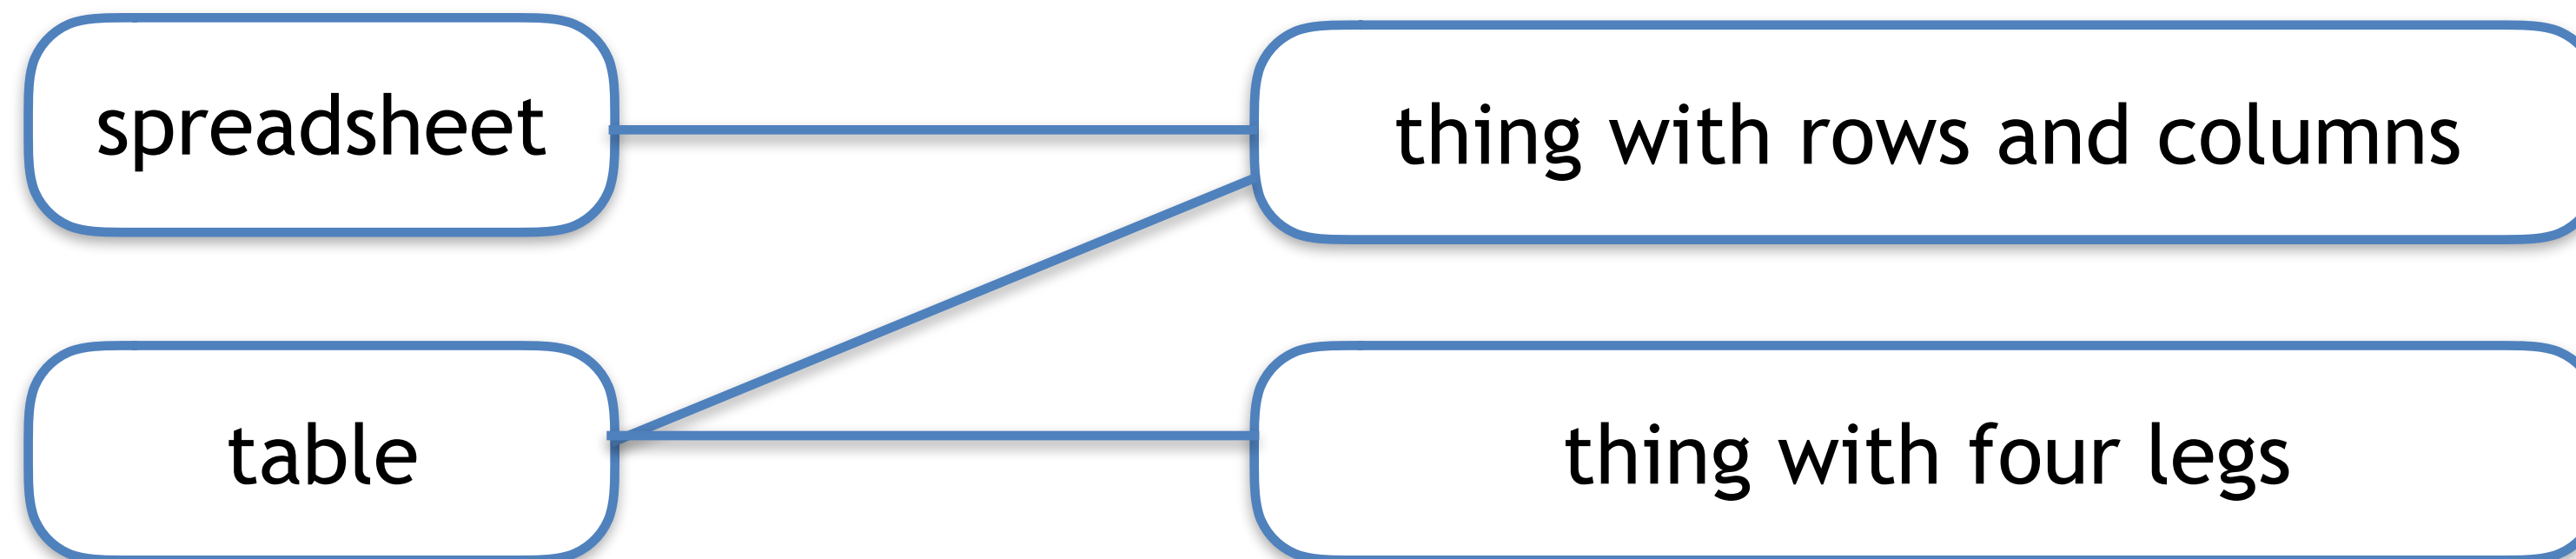 spreadsheet
thing with rows and columns
table
thing with four legs